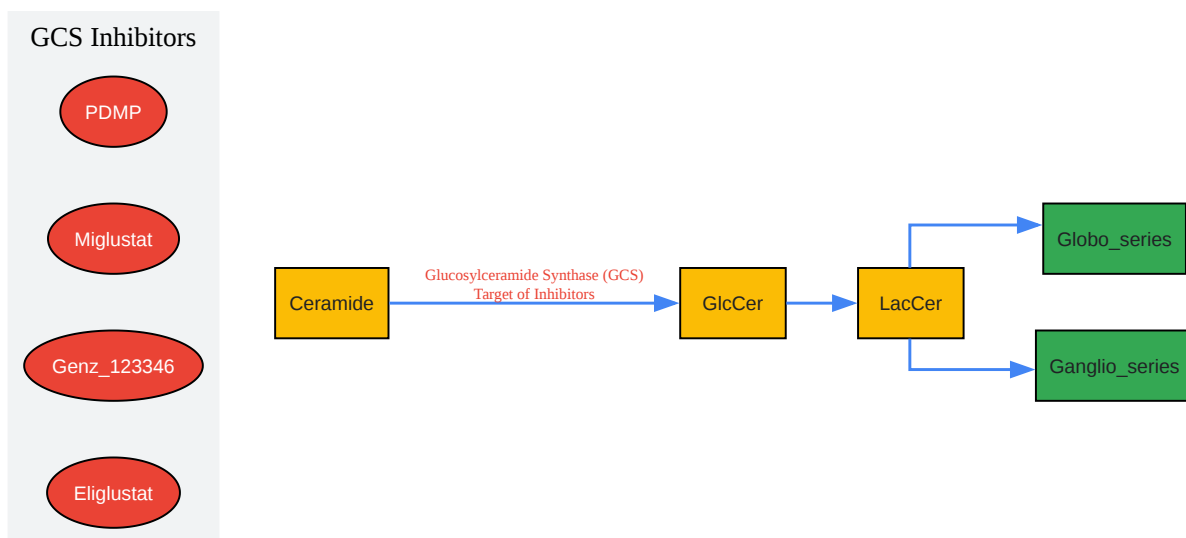 GCS Inhibitors
PDMP
Miglustat
Genz_123346
Eliglustat
Ceramide
Glucosylceramide Synthase (GCS)
Target of Inhibitors
GlcCer
LacCer
Globo_series
Ganglio_series